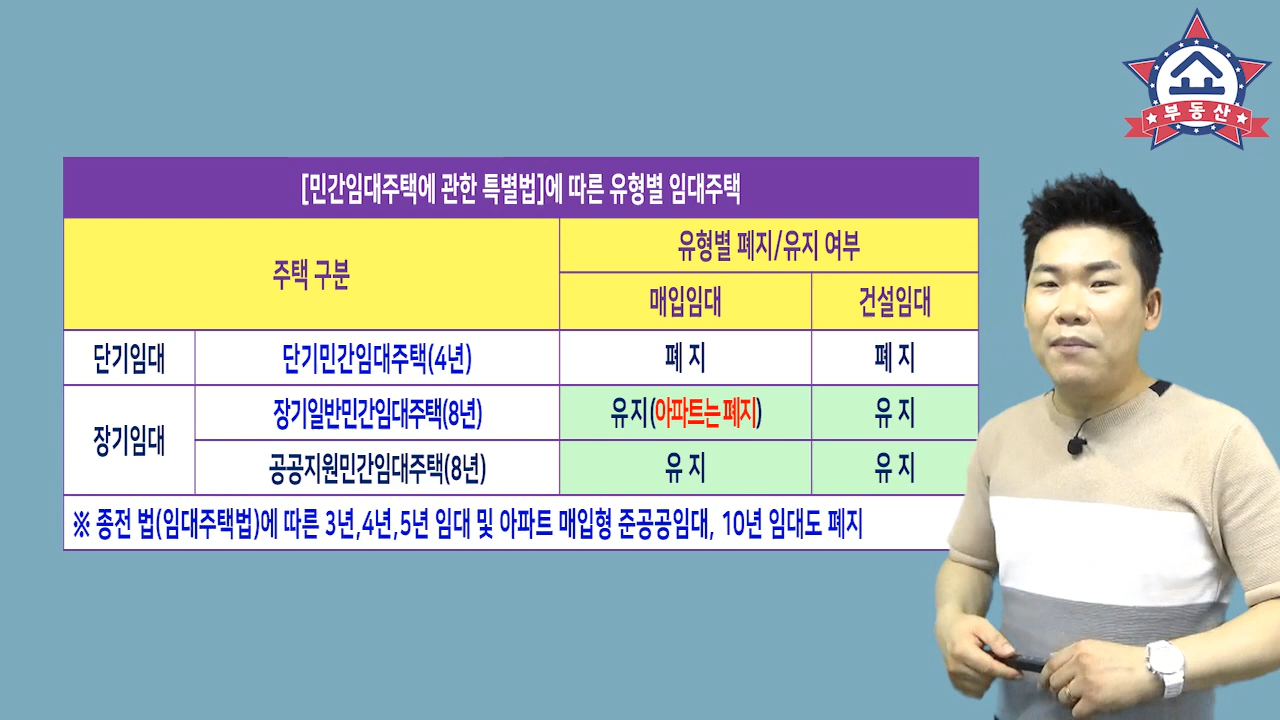 부동산
[민간임대주택에 관한 특별법]에 따른 유형별 임대주택
주택 구분
유형별 폐지/유지 여부
매입임대
건설임대
단기임대
단기민간임대주택(4년)
폐 지
폐 지
장기임대
장기일반민간임대주택(8년)
유 지(아파트는 폐지)
유 지
공공지원민간임대주택(8년)
유 지
유 지
※ 종전 법(임대주택법)에 따른 3년,4년,5년 임대 및 아파트 매입형 준공공임대, 10년 임대도 폐지